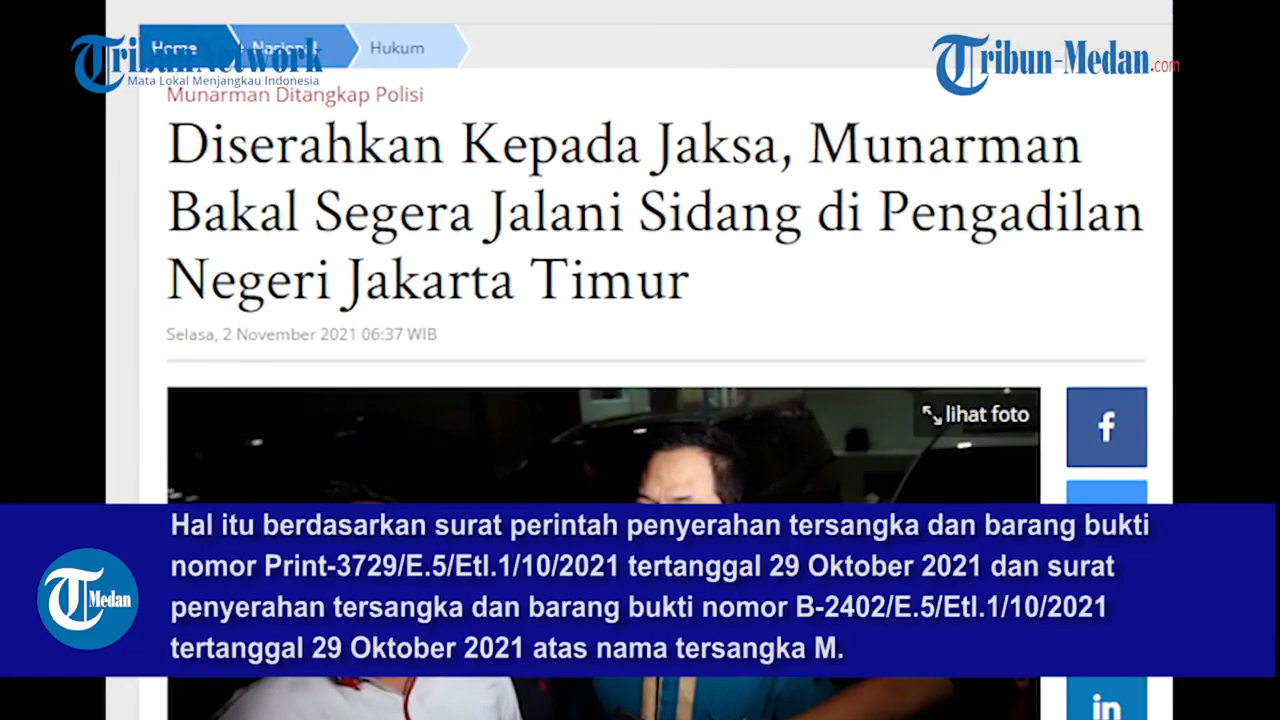 Home
Nasional
Hukum
TribunNetwork
Mata Lokal Menjangkau Indonesia
Tribun-Medan.com
Munarman Ditangkap Polisi
Diserahkan Kepada Jaksa, Munarman
Bakal Segera Jalani Sidang di Pengadilan
Negeri Jakarta Timur
Selasa, 2 November 2021 06:37 WIB
lihat foto
f
Hal itu berdasarkan surat perintah penyerahan tersangka dan barang bukti
nomor Print-3729/E.5/Etl.1/10/2021 tertanggal 29 Oktober 2021 dan surat
penyerahan tersangka dan barang bukti nomor B-2402/E.5/Etl.1/10/2021
tertanggal 29 Oktober 2021 atas nama tersangka M.
T Medan
in